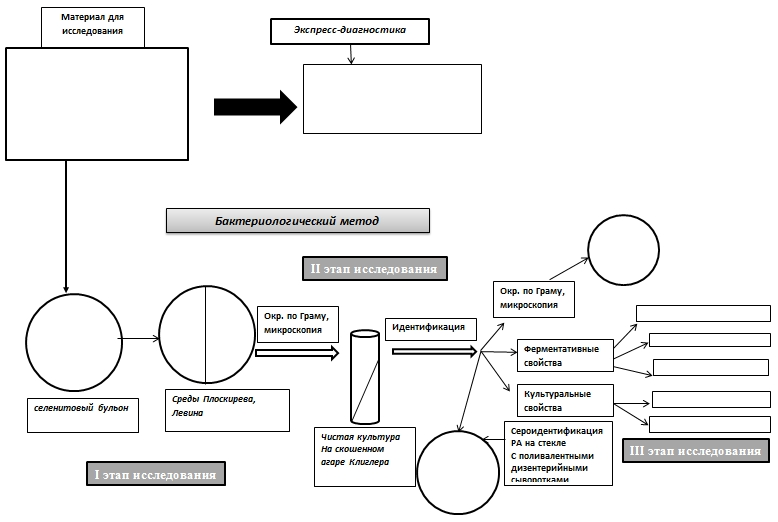 Материал для
исследования
Экспресс-диагностика
Бактериологический метод
II этап исследования
Окр. по Граму,
микроскопия
Окр. по Граму,
микроскопия
Идентификация
Ферментативные
свойства
Культуральные
свойства
селенитовый бульон
Среды Плоскирева,
Левина
Чистая культура
На скошенном
агаре Клиглера
Сероидентификация
РА на стекле
С поливалентными
дизентерийными
сыворотками
III этап исследования
I этап исследования